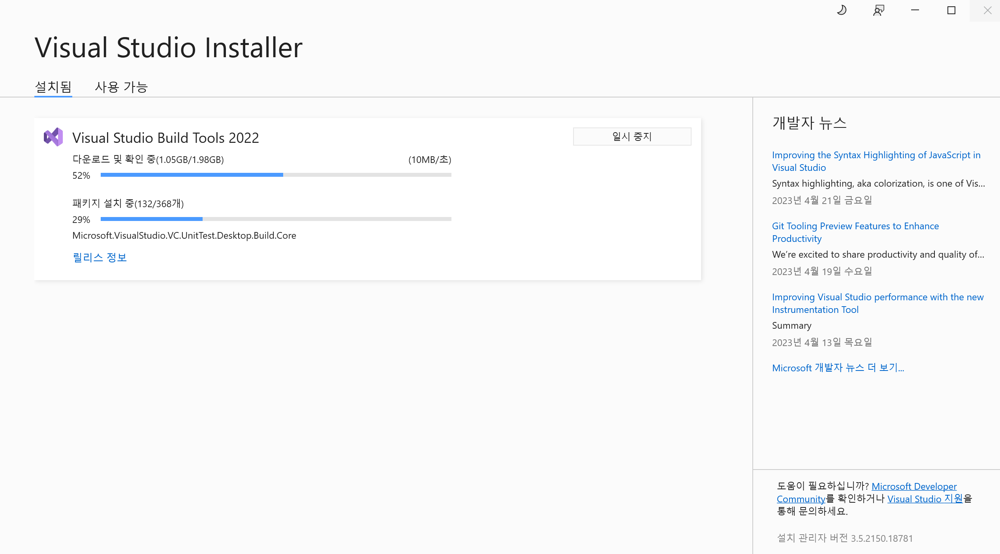 Visual Studio Installer
설치됨
사용 가능
Visual Studio Build Tools 2022
일시 중지
다운로드 및 확인 중(1.05GB/1.98GB)
(10MB/초)
52%
패키지 설치 중(132/368개)
29%
Microsoft.VisualStudio.VC.UnitTest.Desktop.Build.Core
릴리스 정보
개발자 뉴스
Improving the Syntax Highlighting of JavaScript in
Visual Studio
Syntax highlighting, aka colorization, is one of Vis...
2023년 4월 21일 금요일
Git Tooling Preview Features to Enhance
Productivity
We’re excited to share productivity and quality of...
2023년 4월 19일 수요일
Improving Visual Studio performance with the new
Instrumentation Tool
Summary
2023년 4월 13일 목요일
Microsoft 개발자 뉴스 더 보기...
도움이 필요하십니까? Microsoft Developer
Community를 확인하거나 Visual Studio 지원을
통해 문의하세요.
설치 관리자 버전 3.5.2150.18781